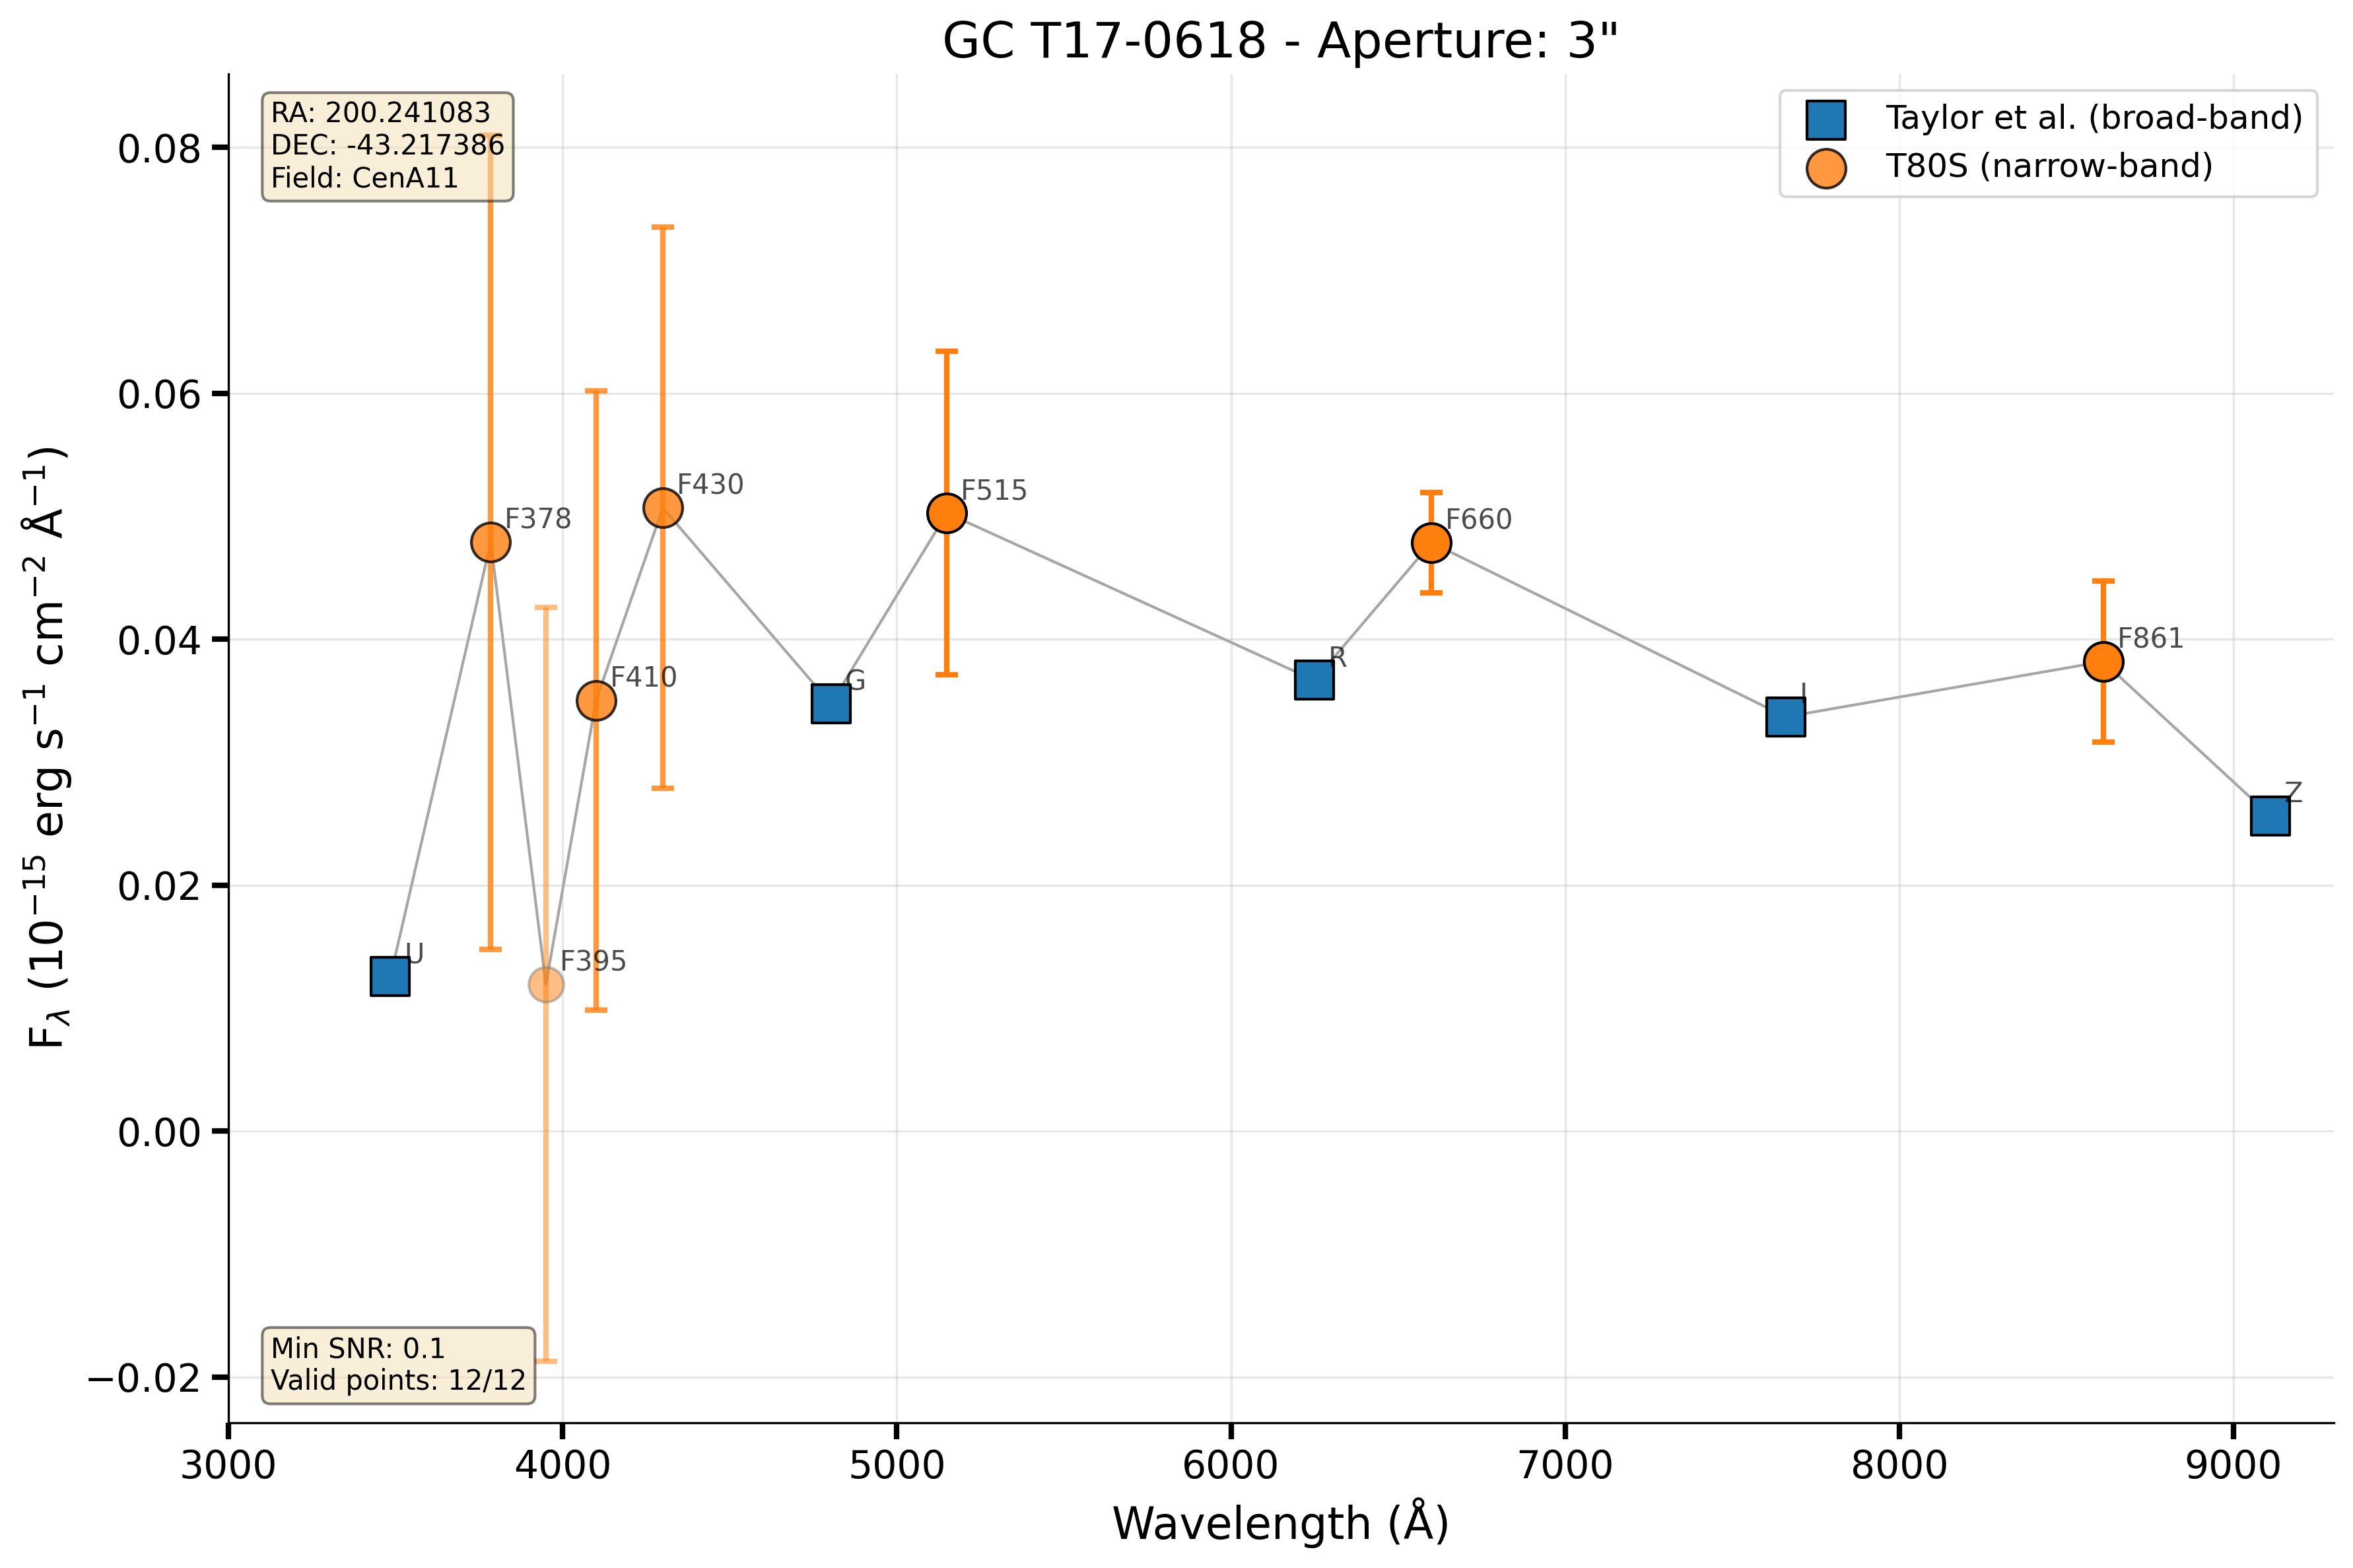 GC T17-0618 - Aperture: 3"
RA: 200.241083
DEC: -43.217386
Field: CenA11
Taylor et al. (broad-band)
T80S (narrow-band)
0.08
0.06
0.04
0.02
0.00
−0.02
F$_{λ}$ (10$^{−15}$ erg s$^{−1}$ cm$^{−2}$ Å$^{−1}$)
U
F378
F395
F410
F430
G
F515
R
F660
I
F861
Z
Min SNR: 0.1
Valid points: 12/12
3000
4000
5000
6000
7000
8000
9000
Wavelength (Å)